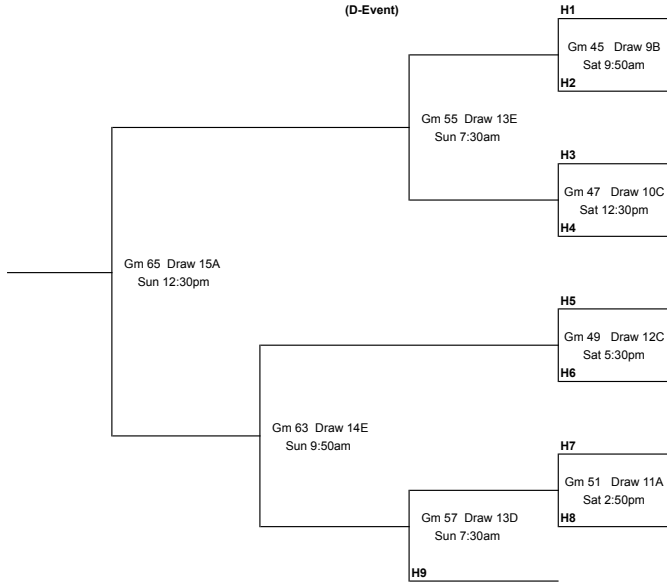 (D-Event)
H1
Gm 45 Draw 9B
Sat 9:50am
H2
Gm 55 Draw 13E
Sun 7:30am
H3
Gm 47 Draw 10C
Sat 12:30pm
H4
Gm 65 Draw 15A
Sun 12:30pm
H5
Gm 49 Draw 12C
Sat 5:30pm
H6
Gm 63 Draw 14E
Sun 9:50am
H7
Gm 51 Draw 11A
Sat 2:50pm
H8
Gm 57 Draw 13D
Sun 7:30am
H9